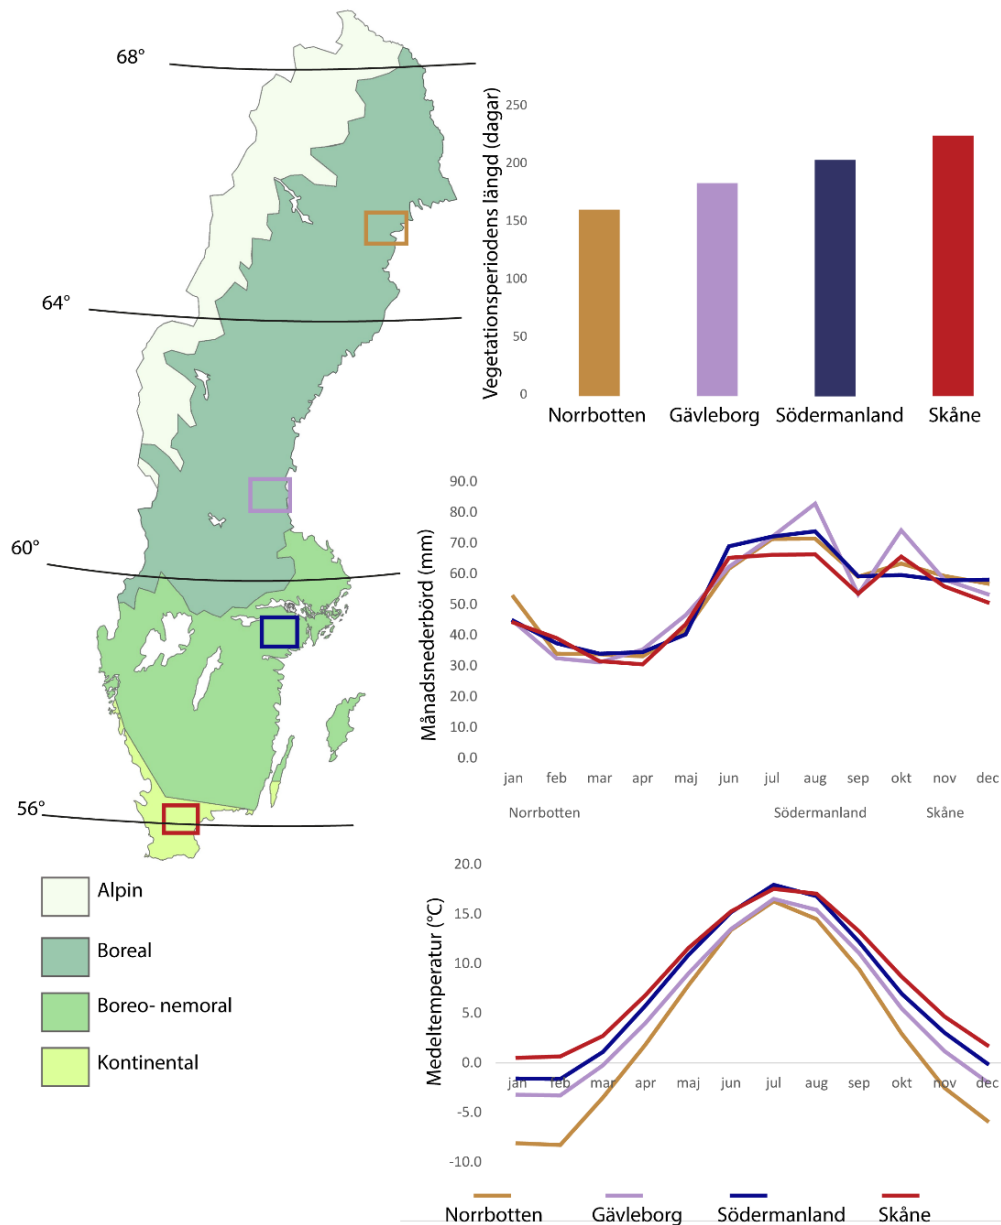 68°
64°
60°
56°
Alpin
Boreal
Boreo- nemoral
Kontinental
Vegetationsperiodens längd (dagar)
250
200
150
100
50
0
Norrbotten Gävleborg Södermanland Skåne
Månadsnederbörd (mm)
90.0
80.0
70.0
60.0
50.0
40.0
30.0
20.0
10.0
0.0
jan feb mar apr maj jun jul aug sep okt nov dec
Norrbotten Södermanland Skåne
Medeltemperatur (°C)
20.0
15.0
10.0
5.0
0.0
-5.0
-10.0
jan feb mar apr maj jun jul aug sep okt nov dec
Norrbotten Gävleborg Södermanland Skåne